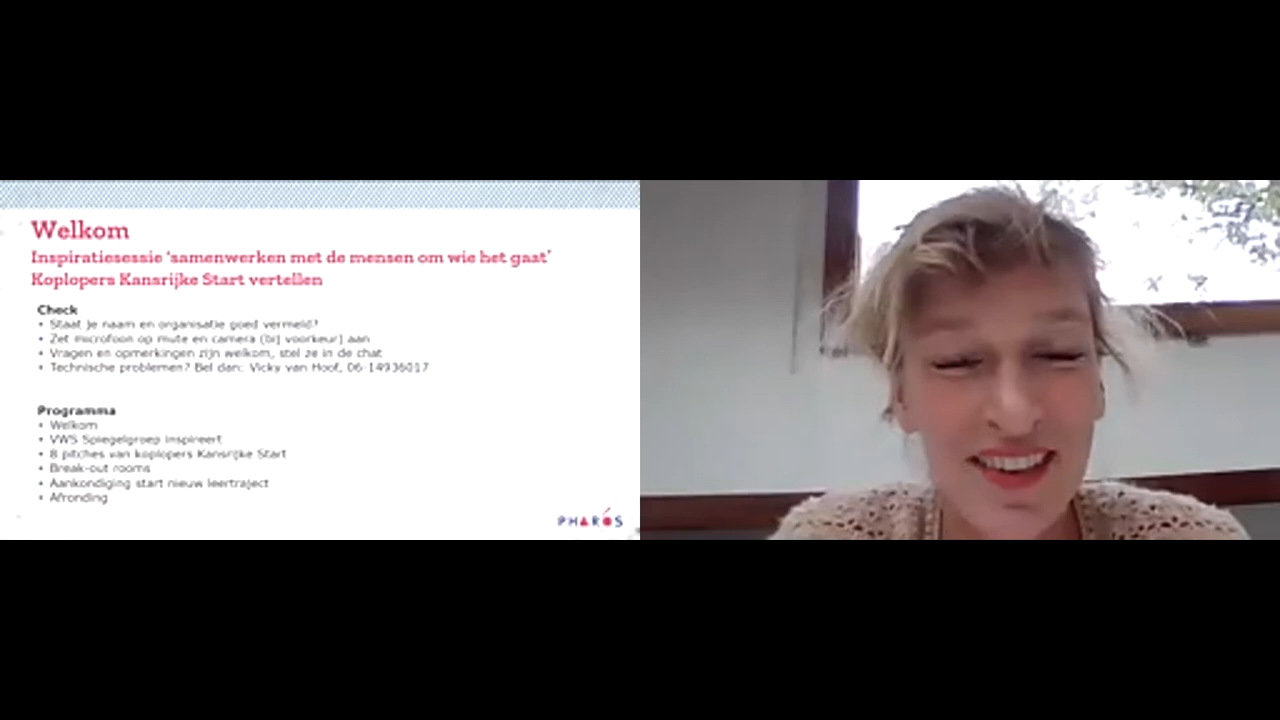 Welkom
Inspiratiesessie ‘samenwerken met de mensen om wie het gaat’
Koplopers Kansrijke Start vertellen
Check
• Staat je naam en organisatie goed vermeld?
• Zet microfoon op mute en camera (bij voorkeur) aan
• Vragen en opmerkingen zijn welkom, stel ze in de chat
• Technische problemen? Bel dan: Vicky van Hoof, 06-14936017
Programma
• Welkom
• VWS Spiegelgroep inspireert
• 8 pitches van koplopers Kansrijke Start
• Break-out rooms
• Aankondiging start nieuw leertraject
• Afronding
PHAROS